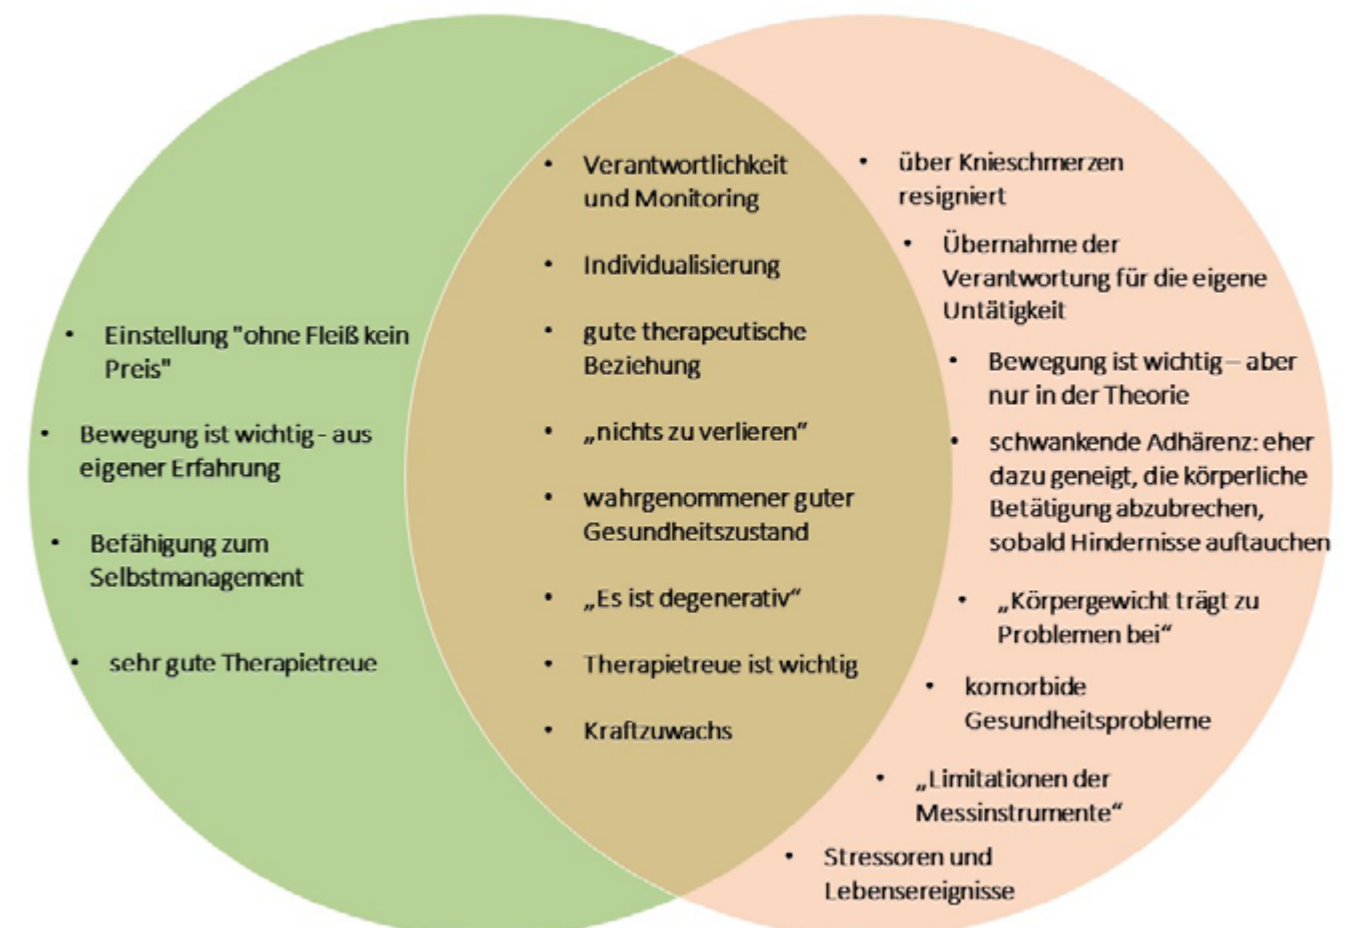 • Einstellung "ohne Fleiß kein
Preis"
• Bewegung ist wichtig - aus
eigener Erfahrung
• Befähigung zum
Selbstmanagement
• sehr gute Therapietreue
• Verantwortlichkeit
und Monitoring
• Individualisierung
• gute therapeutische
Beziehung
• „nichts zu verlieren“
• wahrgenommener guter
Gesundheitszustand
• „Es ist degenerativ“
• Therapietreue ist wichtig
• Kraftzuwachs
• über Knieschmerzen
resigniert
• Übernahme der
Verantwortung für die eigene
Untätigkeit
• Bewegung ist wichtig – aber
nur in der Theorie
• schwankende Adhärenz: eher
dazu geneigt, die körperliche
Betätigung abzubrechen,
sobald Hindernisse auftauchen
• „Körpergewicht trägt zu
Problemen bei“
• komorbide
Gesundheitsprobleme
• „Limitationen der
Messinstrumente“
• Stressoren und
Lebensereignisse